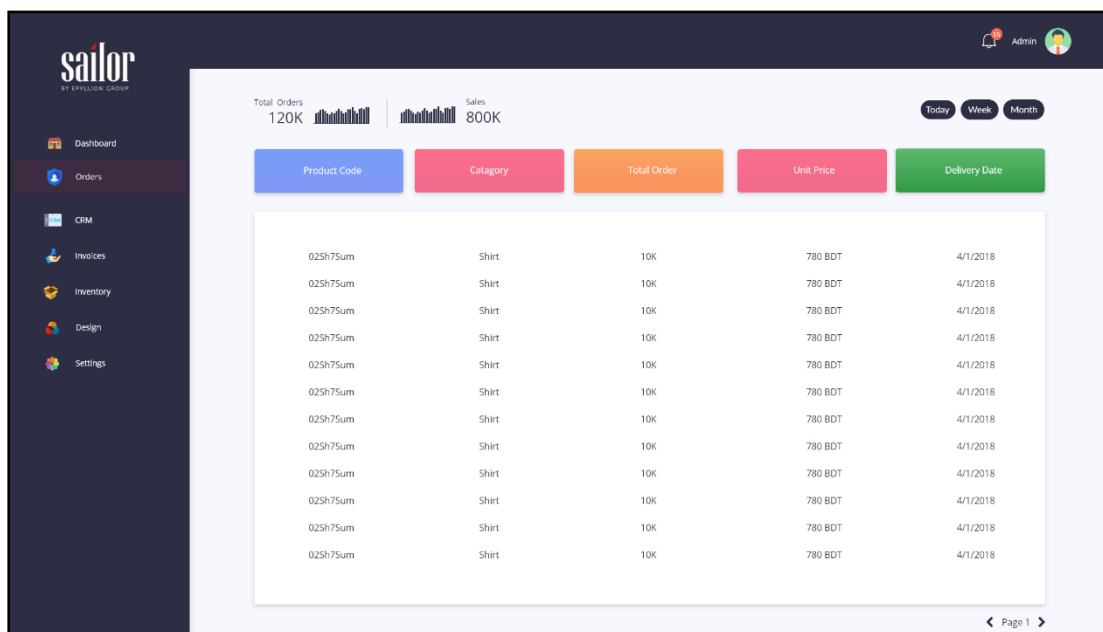 sailor
BY EPYLLION GROUP
15
Admin
Dashboard
Orders
CRM
CRM
Invoices
Inventory
Design
Settings
Total Orders
120K
Sales
800K
Today Week Month
Product Code Catagory Total Order Unit Price Delivery Date
02Sh7Sum Shirt 10K 780 BDT 4/1/2018
02Sh7Sum Shirt 10K 780 BDT 4/1/2018
02Sh7Sum Shirt 10K 780 BDT 4/1/2018
02Sh7Sum Shirt 10K 780 BDT 4/1/2018
02Sh7Sum Shirt 10K 780 BDT 4/1/2018
02Sh7Sum Shirt 10K 780 BDT 4/1/2018
02Sh7Sum Shirt 10K 780 BDT 4/1/2018
02Sh7Sum Shirt 10K 780 BDT 4/1/2018
02Sh7Sum Shirt 10K 780 BDT 4/1/2018
02Sh7Sum Shirt 10K 780 BDT 4/1/2018
02Sh7Sum Shirt 10K 780 BDT 4/1/2018
02Sh7Sum Shirt 10K 780 BDT 4/1/2018
Page 1